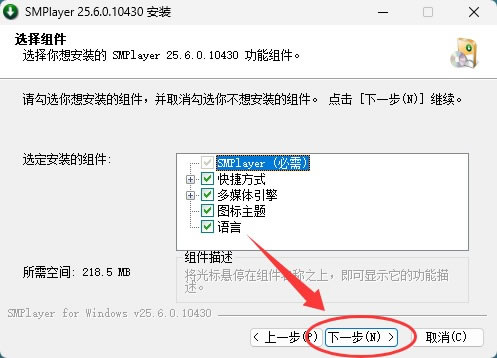 SMPlayer 25.6.0.10430 安装
选择组件
选择你想安装的 SMPlayer 25.6.0.10430 功能组件。
请勾选你想安装的组件，并取消勾选你不想安装的组件。 点击 [下一步(N)] 继续。
选定安装的组件:
SMPlayer (必需)
快捷方式
多媒体引擎
图标主题
语言
组件描述
将光标悬停在组件名称之上，即可显示它的功能描述。
所需空间: 218.5 MB
SMPlayer for Windows v25.6.0.10430
< 上一步(P)
下一步(N) >
取消(C)